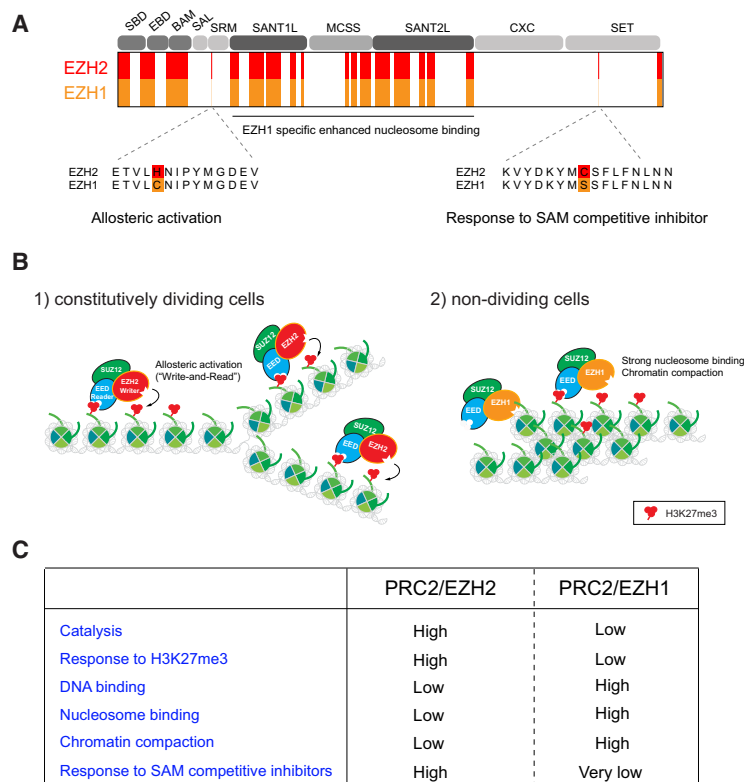 A
SBD EBD BAM SAL SRM SANT1L MCSS SANT2L CXC SET
EZH2
EZH1
EZH1 specific enhanced nucleosome binding
EZH2 E T V L H N I P Y M G D E V
EZH1 E T V L C N I P Y M G D E V
Allosteric activation
EZH2 K V Y D K Y M C S F L F N L N N
EZH1 K V Y D K Y M S S F L F N L N N
Response to SAM competitive inhibitor
B
1) constitutively dividing cells
SUZ12
EED
Reader
EZH2
Writer
Allosteric activation
("Write-and-Read")
SUZ12
EED
EZH2
SUZ12
EED
EZH2
2) non-dividing cells
SUZ12
EED
EZH1
SUZ12
EED
EZH1
Strong nucleosome binding
Chromatin compaction
H3K27me3
C
PRC2/EZH2 PRC2/EZH1
Catalysis High Low
Response to H3K27me3 High Low
DNA binding Low High
Nucleosome binding Low High
Chromatin compaction Low High
Response to SAM competitive inhibitors High Very low